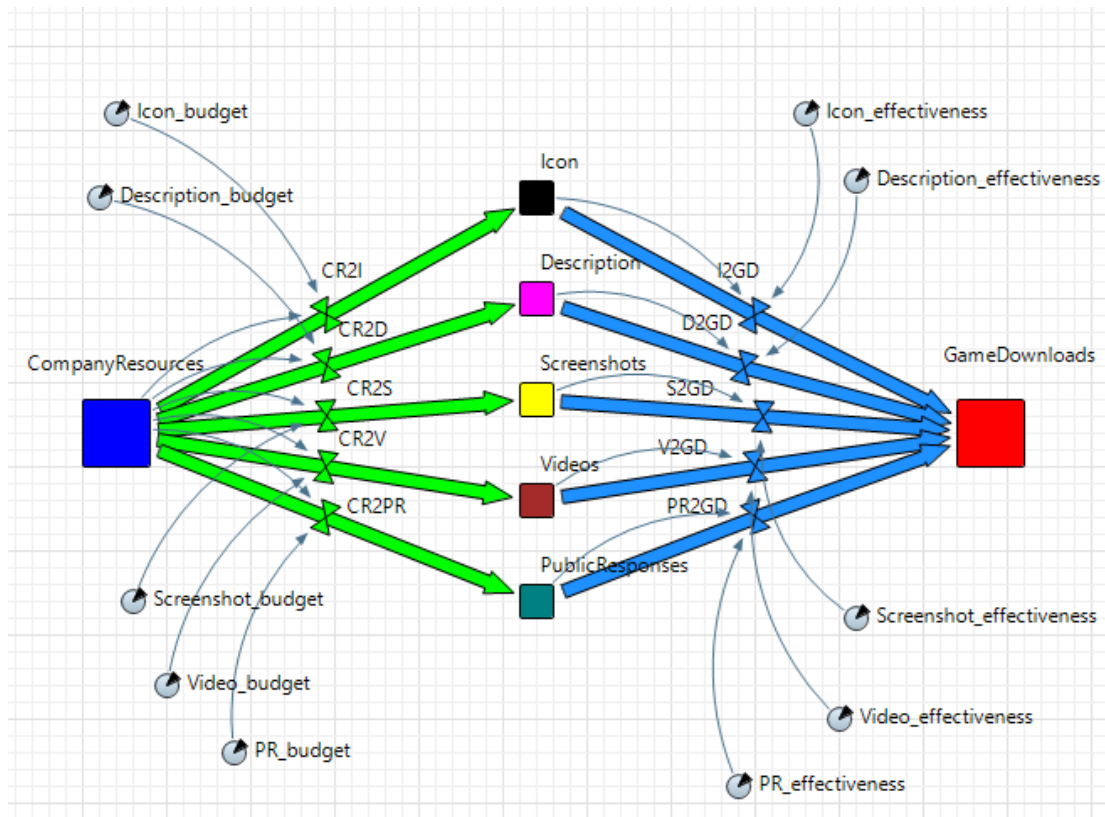 Icon_budget
Icon_effectiveness
Icon
Description_effectiveness
Description_budget
Description
CR2I
I2GD
CR2D
D2GD
CompanyResources
Screenshots
GameDownloads
CR2S
S2GD
CR2V
V2GD
Videos
CR2PR
PR2GD
PublicResponses
Screenshot_budget
Screenshot_effectiveness
Video_budget
Video_effectiveness
PR_budget
PR_effectiveness